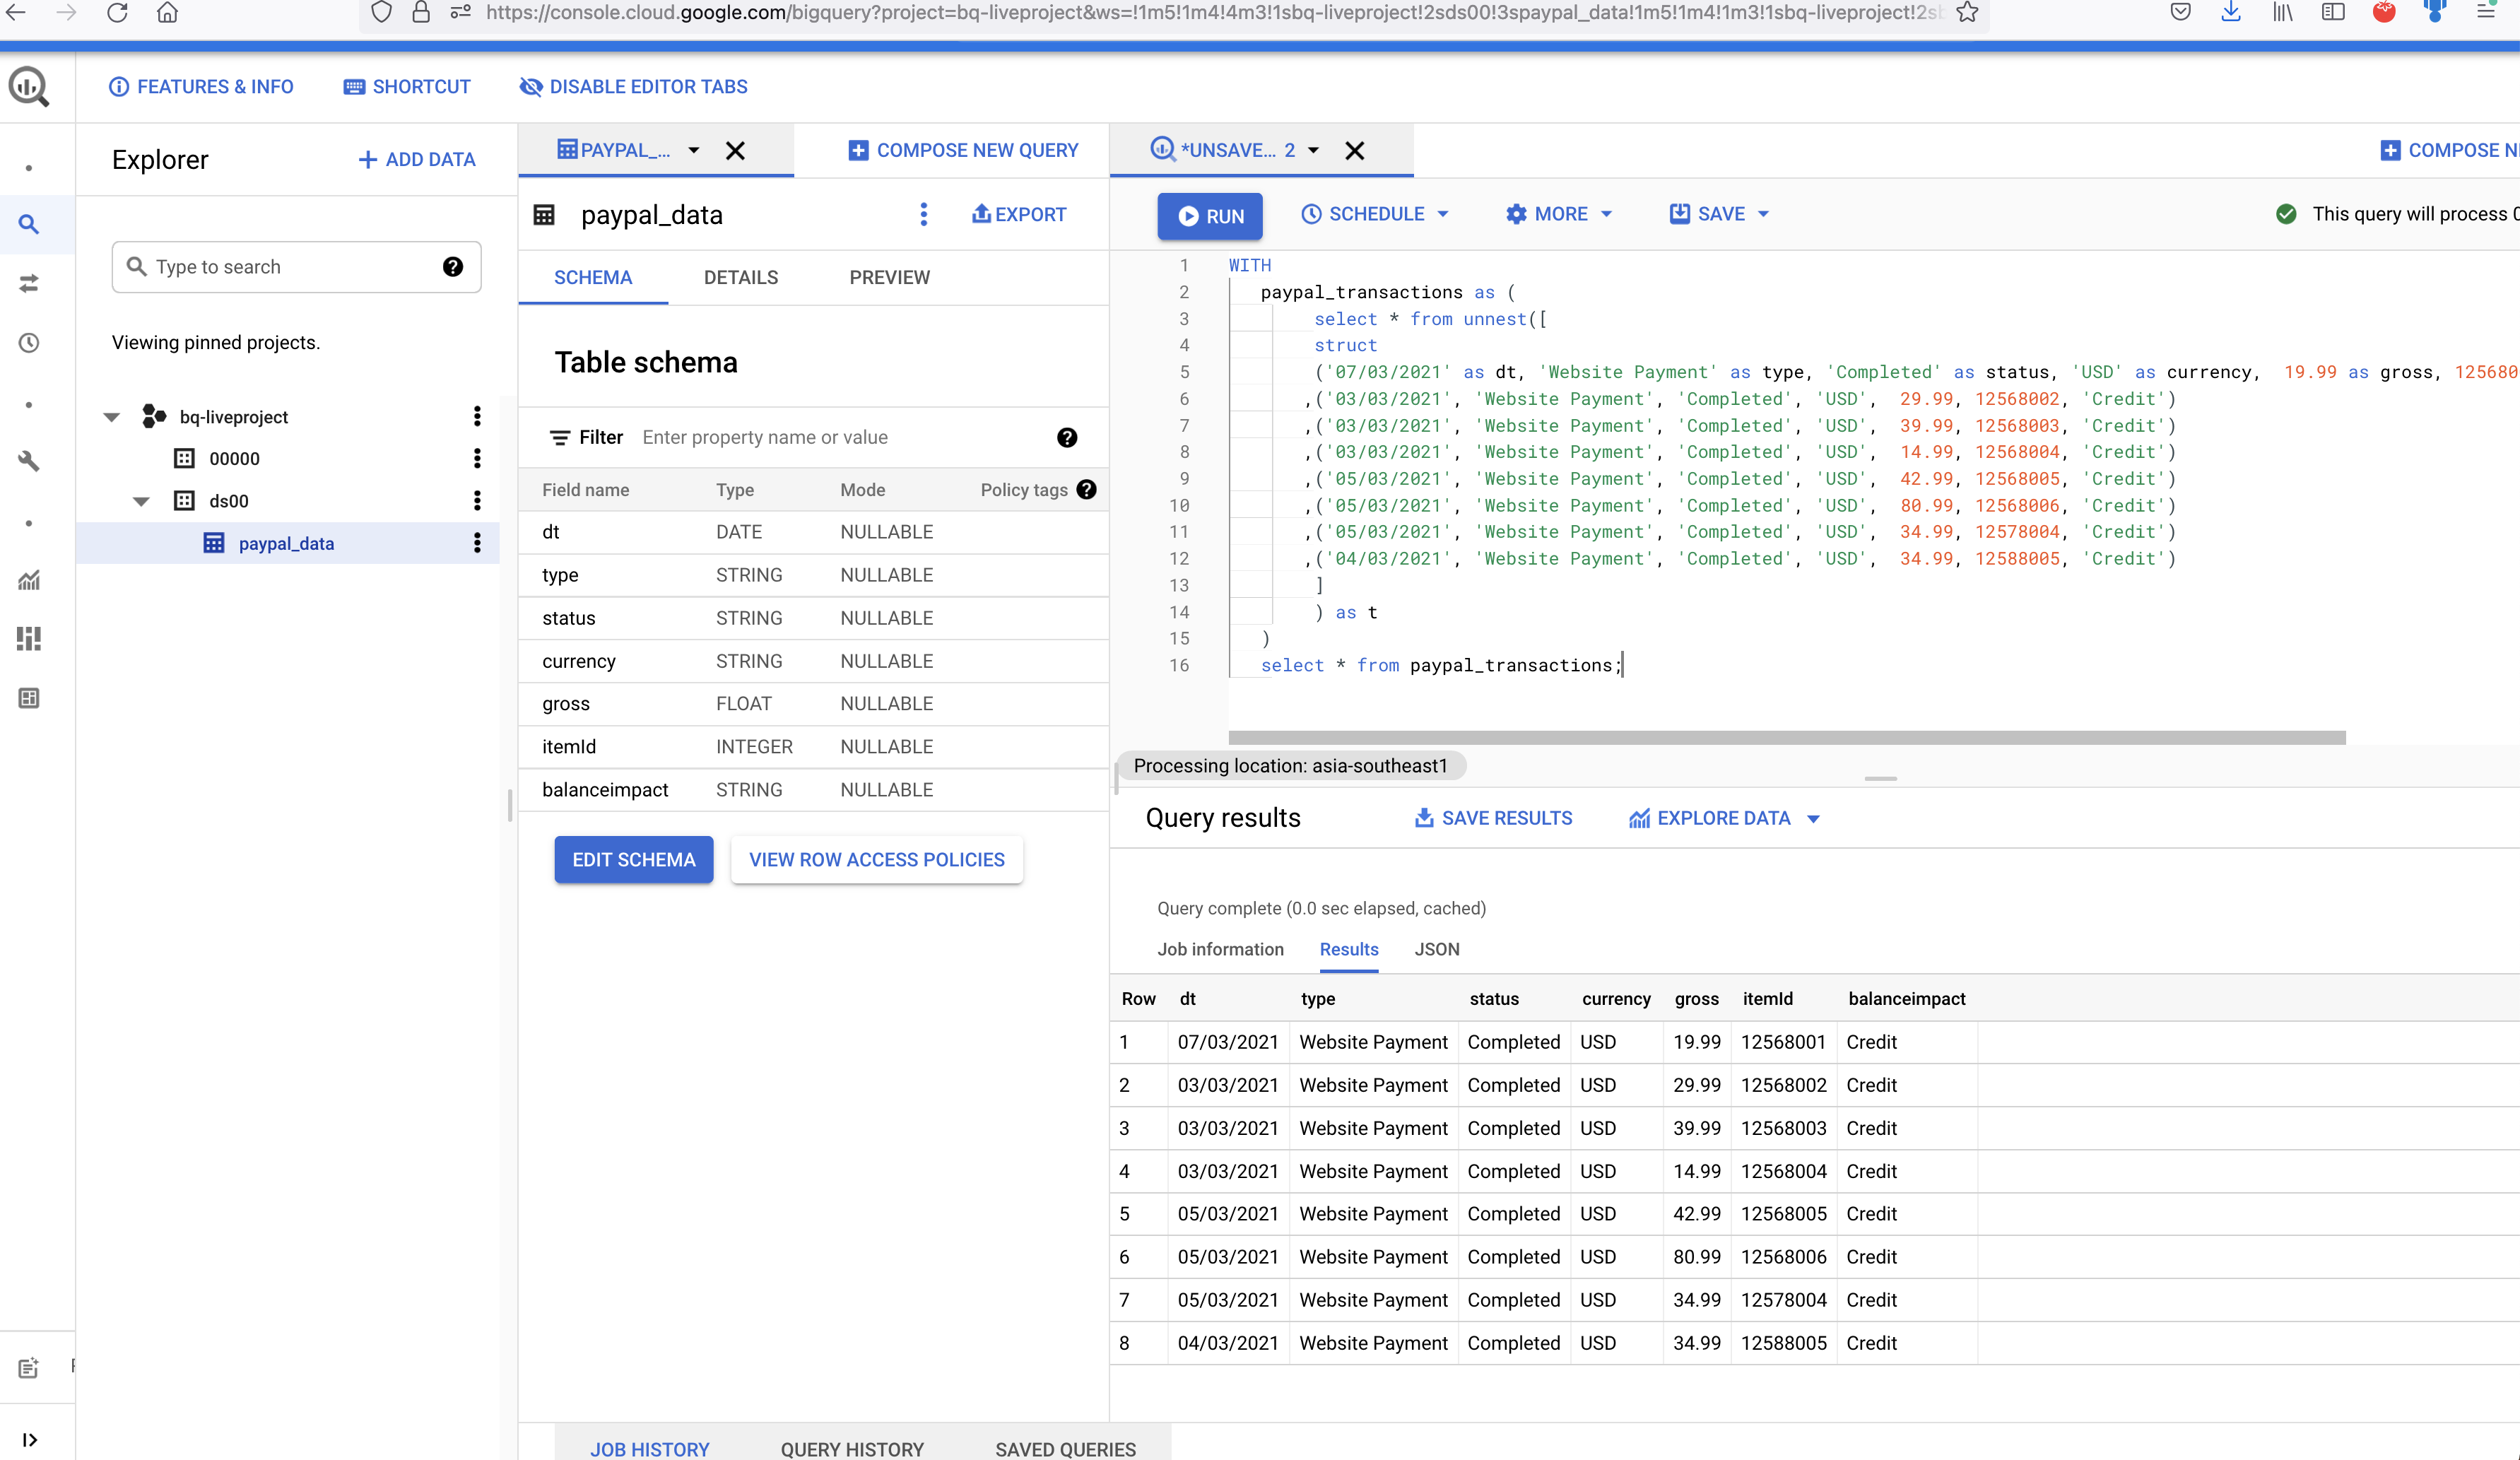 https://console.cloud.google.com/bigquery?project=bq-liveproject&ws=!1m5!1m4!4m3!1sbq-liveproject!2sds00!3spaypal_data!1m5!1m4!1m3!1sbq-liveproject!2sb
FEATURES & INFO SHORTCUT DISABLE EDITOR TABS
Explorer + ADD DATA
Type to search
Viewing pinned projects.
bq-liveproject
00000
ds00
paypal_data
PAYPAL_... COMPOSE NEW QUERY
paypal_data EXPORT
SCHEMA DETAILS PREVIEW
Table schema
Filter Enter property name or value
Field name Type Mode Policy tags
dt DATE NULLABLE
type STRING NULLABLE
status STRING NULLABLE
currency STRING NULLABLE
gross FLOAT NULLABLE
itemId INTEGER NULLABLE
balanceimpact STRING NULLABLE
EDIT SCHEMA VIEW ROW ACCESS POLICIES
*UNSAVE... 2 COMPOSE N
RUN SCHEDULE MORE SAVE This query will process 0
1 WITH
2 paypal_transactions as (
3 select * from unnest([
4 struct
5 ('07/03/2021' as dt, 'Website Payment' as type, 'Completed' as status, 'USD' as currency, 19.99 as gross, 125680
6 ,('03/03/2021', 'Website Payment', 'Completed', 'USD', 29.99, 12568002, 'Credit')
7 ,('03/03/2021', 'Website Payment', 'Completed', 'USD', 39.99, 12568003, 'Credit')
8 ,('03/03/2021', 'Website Payment', 'Completed', 'USD', 14.99, 12568004, 'Credit')
9 ,('05/03/2021', 'Website Payment', 'Completed', 'USD', 42.99, 12568005, 'Credit')
10 ,('05/03/2021', 'Website Payment', 'Completed', 'USD', 80.99, 12568006, 'Credit')
11 ,('05/03/2021', 'Website Payment', 'Completed', 'USD', 34.99, 12578004, 'Credit')
12 ,('04/03/2021', 'Website Payment', 'Completed', 'USD', 34.99, 12588005, 'Credit')
13 ]
14 ) as t
15 )
16 select * from paypal_transactions;
Processing location: asia-southeast1
Query results SAVE RESULTS EXPLORE DATA
Query complete (0.0 sec elapsed, cached)
Job information Results JSON
Row dt type status currency gross itemId balanceimpact
1 07/03/2021 Website Payment Completed USD 19.99 12568001 Credit
2 03/03/2021 Website Payment Completed USD 29.99 12568002 Credit
3 03/03/2021 Website Payment Completed USD 39.99 12568003 Credit
4 03/03/2021 Website Payment Completed USD 14.99 12568004 Credit
5 05/03/2021 Website Payment Completed USD 42.99 12568005 Credit
6 05/03/2021 Website Payment Completed USD 80.99 12568006 Credit
7 05/03/2021 Website Payment Completed USD 34.99 12578004 Credit
8 04/03/2021 Website Payment Completed USD 34.99 12588005 Credit
JOB HISTORY QUERY HISTORY SAVED QUERIES